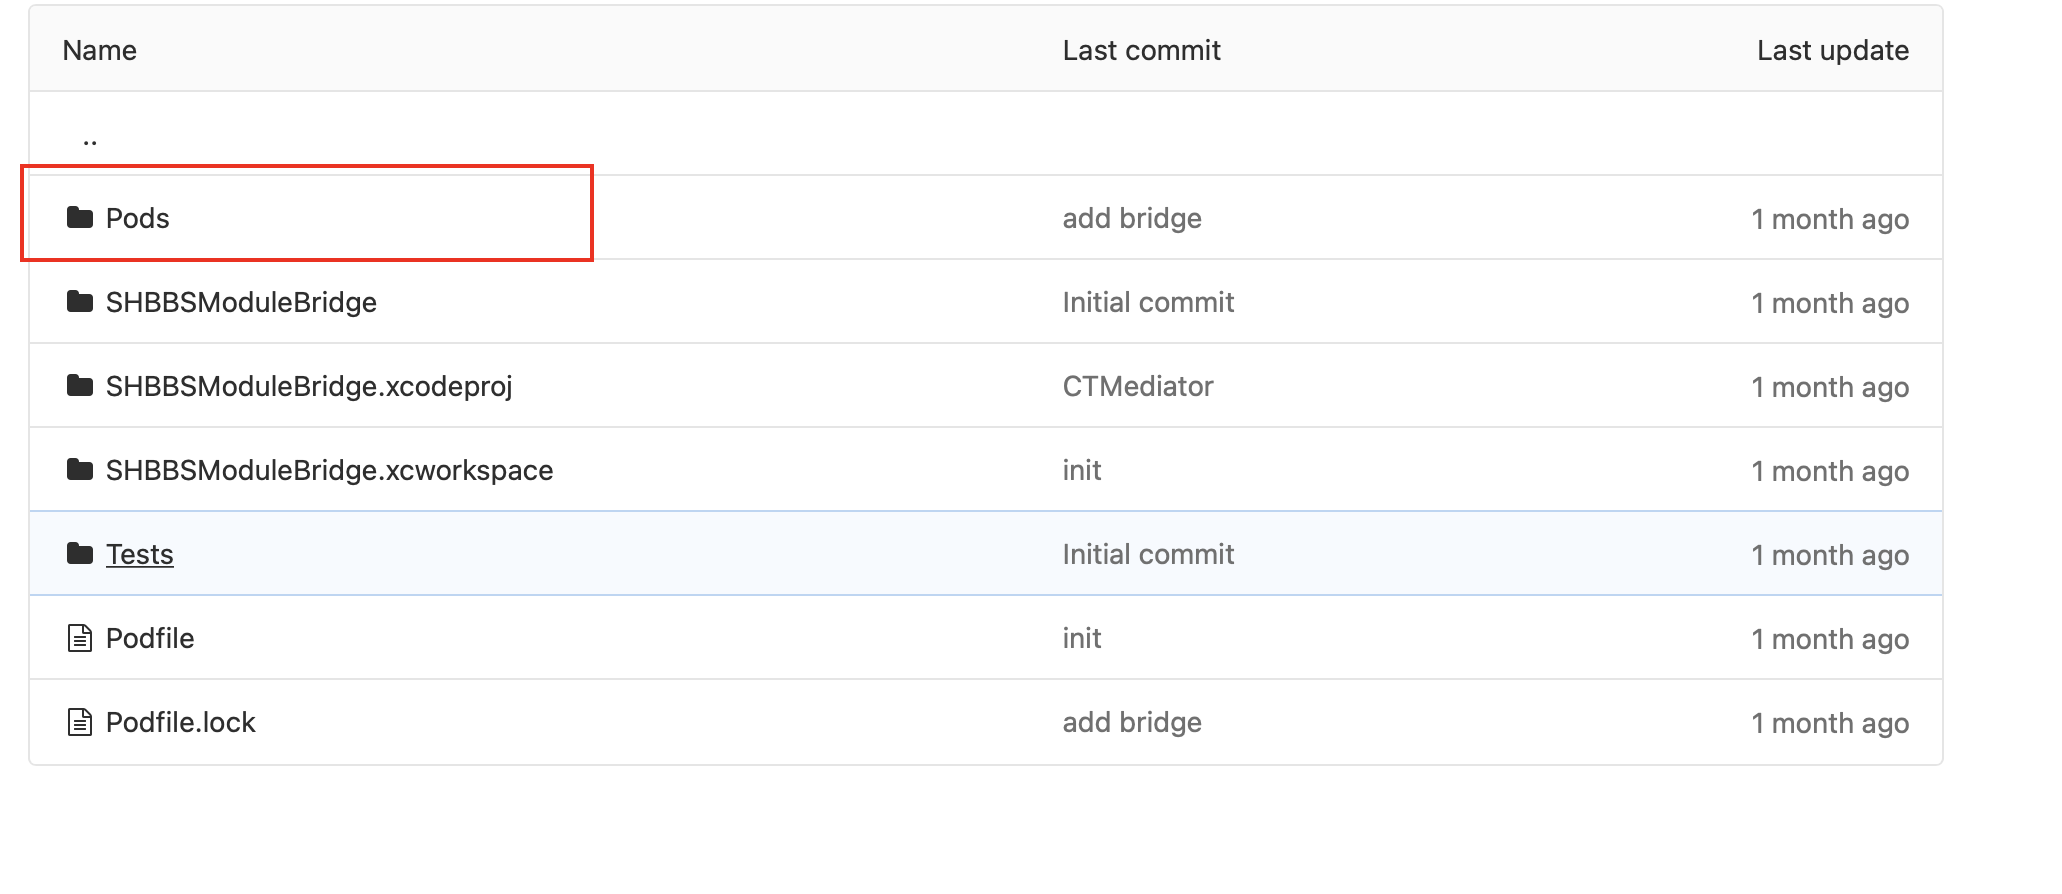 Name Last commit Last update
..
Pods add bridge 1 month ago
SHBBSModuleBridge Initial commit 1 month ago
SHBBSModuleBridge.xcodeproj CTMediator 1 month ago
SHBBSModuleBridge.xcworkspace init 1 month ago
Tests Initial commit 1 month ago
Podfile init 1 month ago
Podfile.lock add bridge 1 month ago